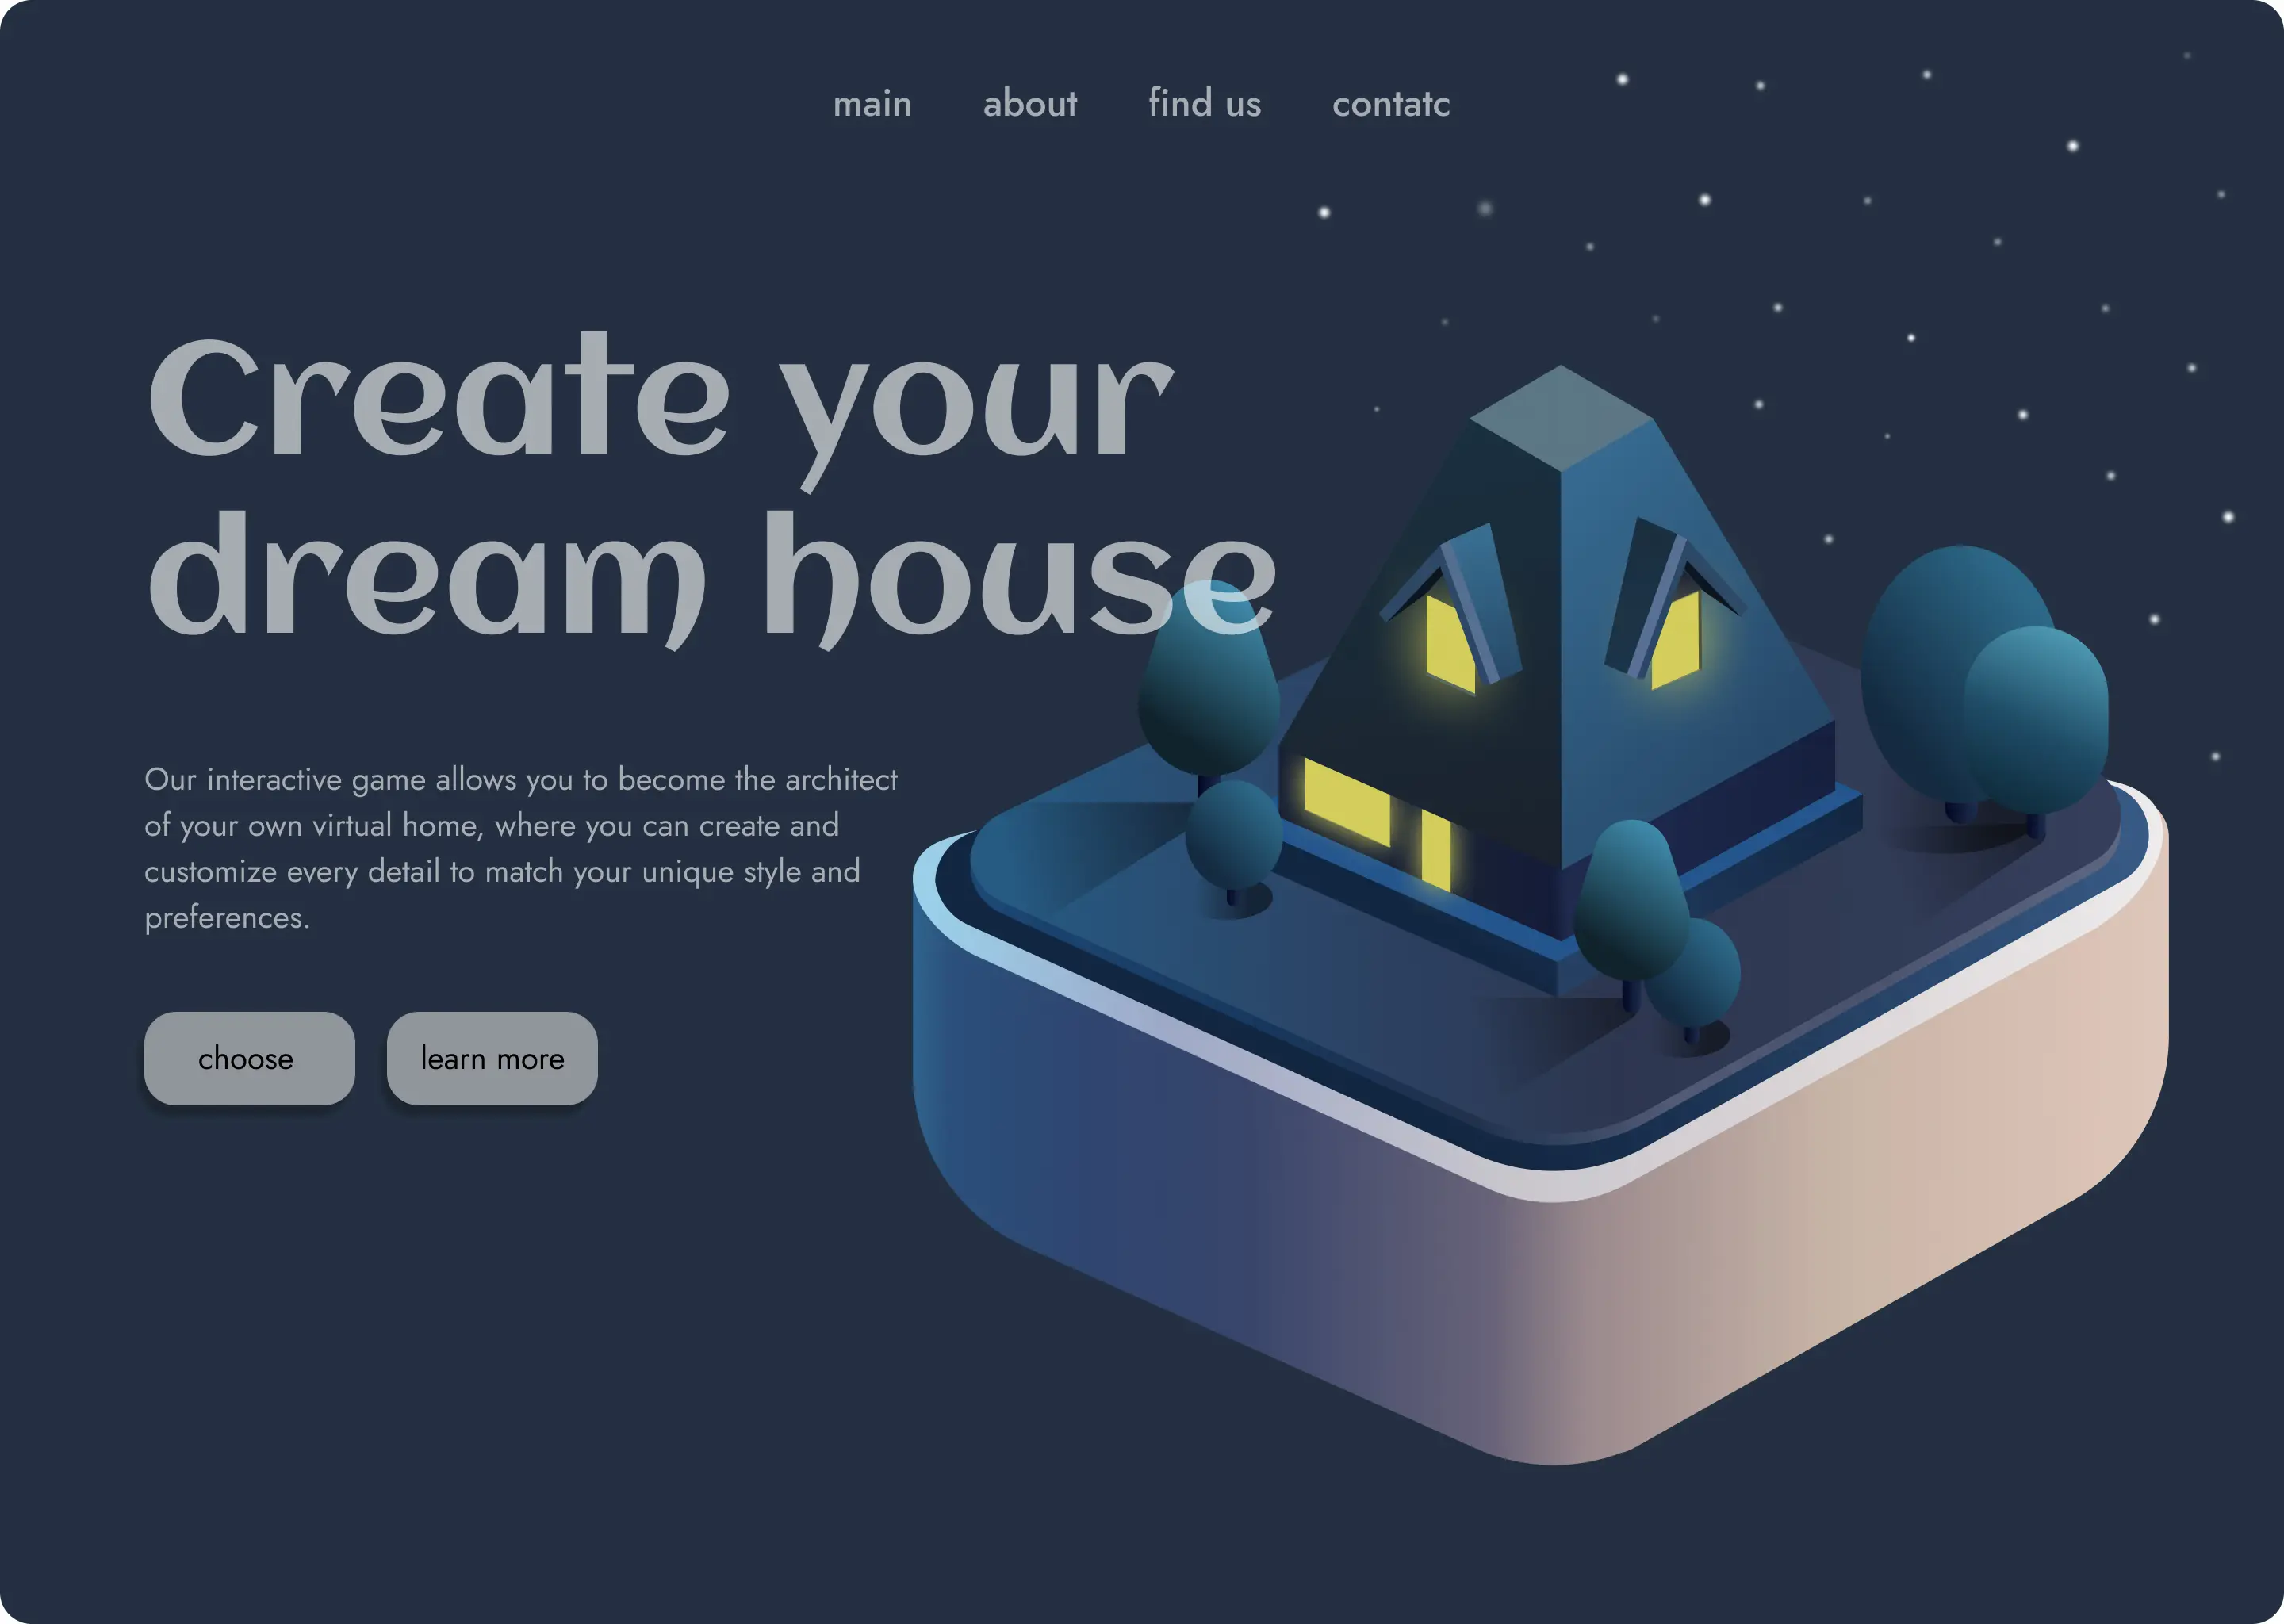 main about find us contatc
Create your
dream house
Our interactive game allows you to become the architect
of your own virtual home, where you can create and
customize every detail to match your unique style and
preferences.
choose learn more